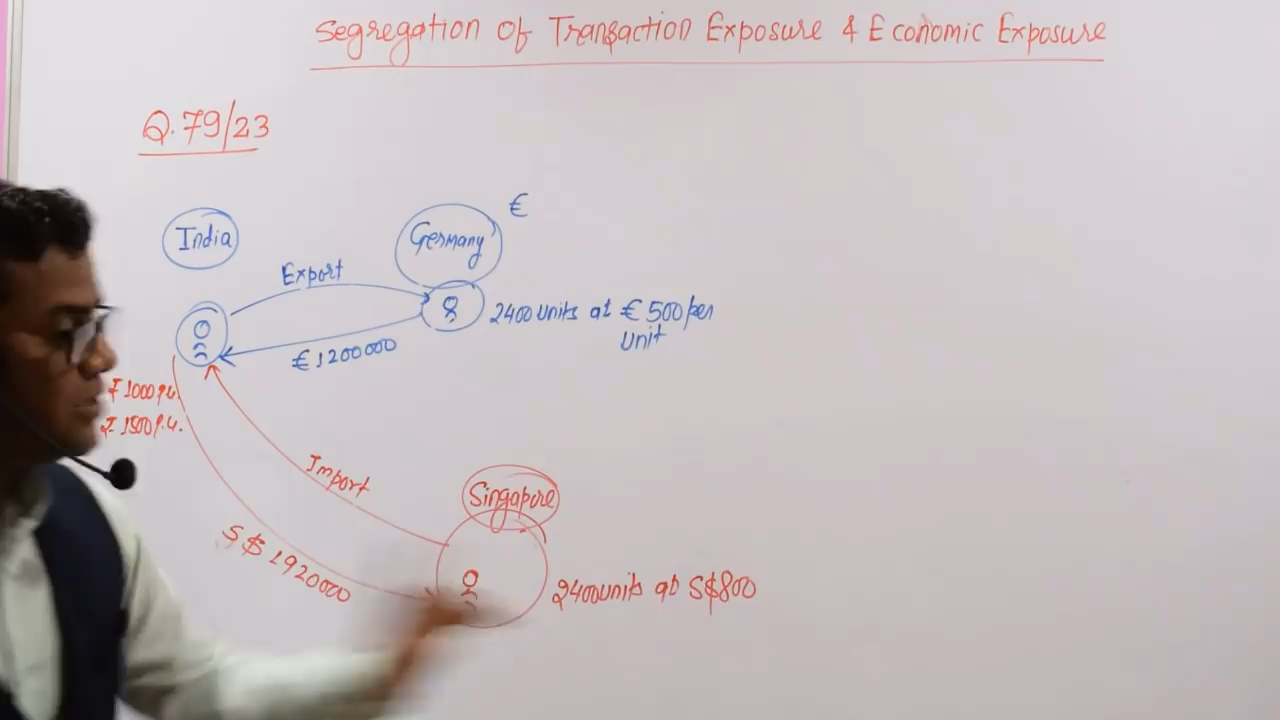 Segregation of Transaction Exposure & Economic Exposure
Q.79/23
India
Germany
€
Export
2400 units at € 500 per
Unit
€ 1200000
₹ 1000 p.u.
₹ 1500 p.u.
Import
Singapore
S$ 1920000
2400 units at S$800